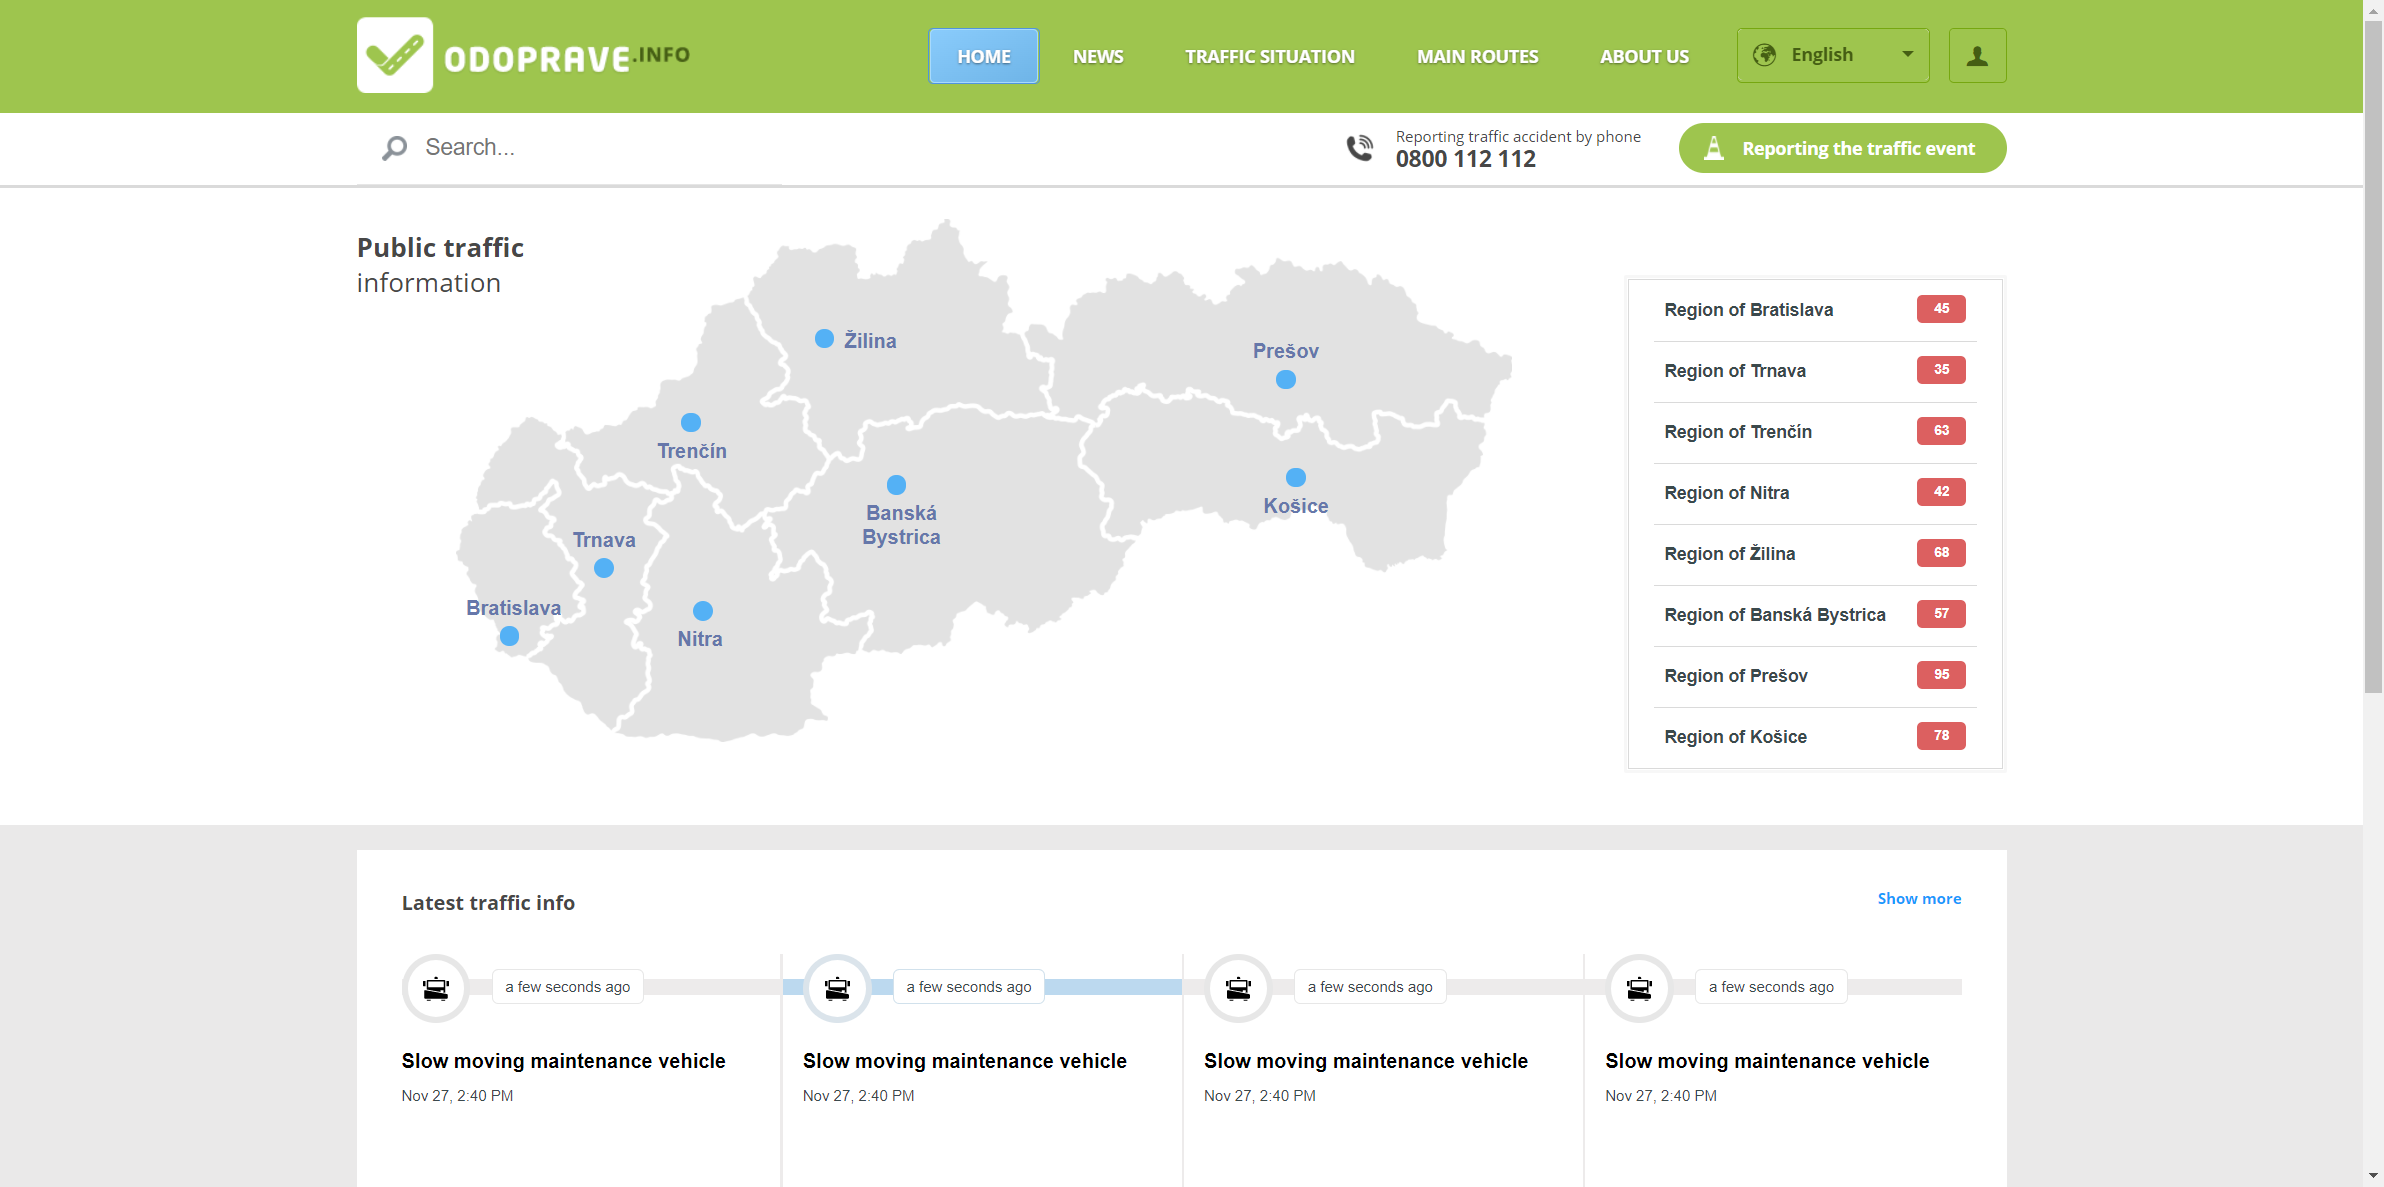 ODOPRAVE.INFO
HOME
NEWS
TRAFFIC SITUATION
MAIN ROUTES
ABOUT US
English
Search...
Reporting traffic accident by phone
0800 112 112
Reporting the traffic event
Public traffic
information
Žilina
Prešov
Trenčín
Banská
Bystrica
Košice
Trnava
Bratislava
Nitra
Region of Bratislava 45
Region of Trnava 35
Region of Trenčín 63
Region of Nitra 42
Region of Žilina 68
Region of Banská Bystrica 57
Region of Prešov 95
Region of Košice 78
Latest traffic info
Show more
a few seconds ago
Slow moving maintenance vehicle
Nov 27, 2:40 PM
a few seconds ago
Slow moving maintenance vehicle
Nov 27, 2:40 PM
a few seconds ago
Slow moving maintenance vehicle
Nov 27, 2:40 PM
a few seconds ago
Slow moving maintenance vehicle
Nov 27, 2:40 PM